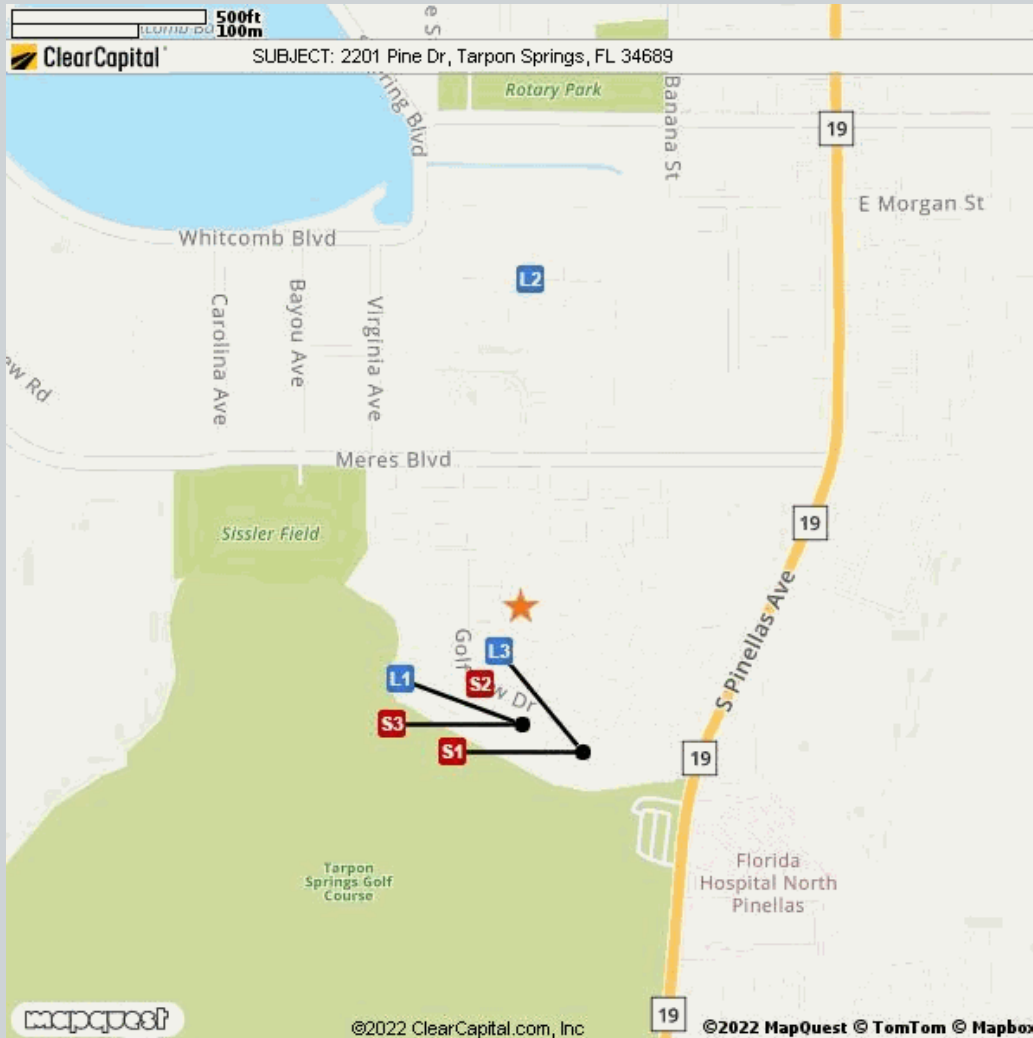 500ft
100m
ClearCapital
SUBJECT: 2201 Pine Dr, Tarpon Springs, FL 34689
Rotary Park
Banana St
19
E Morgan St
Whitcomb Blvd
L2
Carolina Ave
Bayou Ave
Virginia Ave
Meres Blvd
Sissler Field
19
S Pinellas Ave
L3
L1
S2
S3
S1
19
Tarpon
Springs Golf
Course
Florida
Hospital North
Pinellas
19
mapquest
©2022 ClearCapital.com, Inc
©2022 MapQuest © TomTom © Mapbox